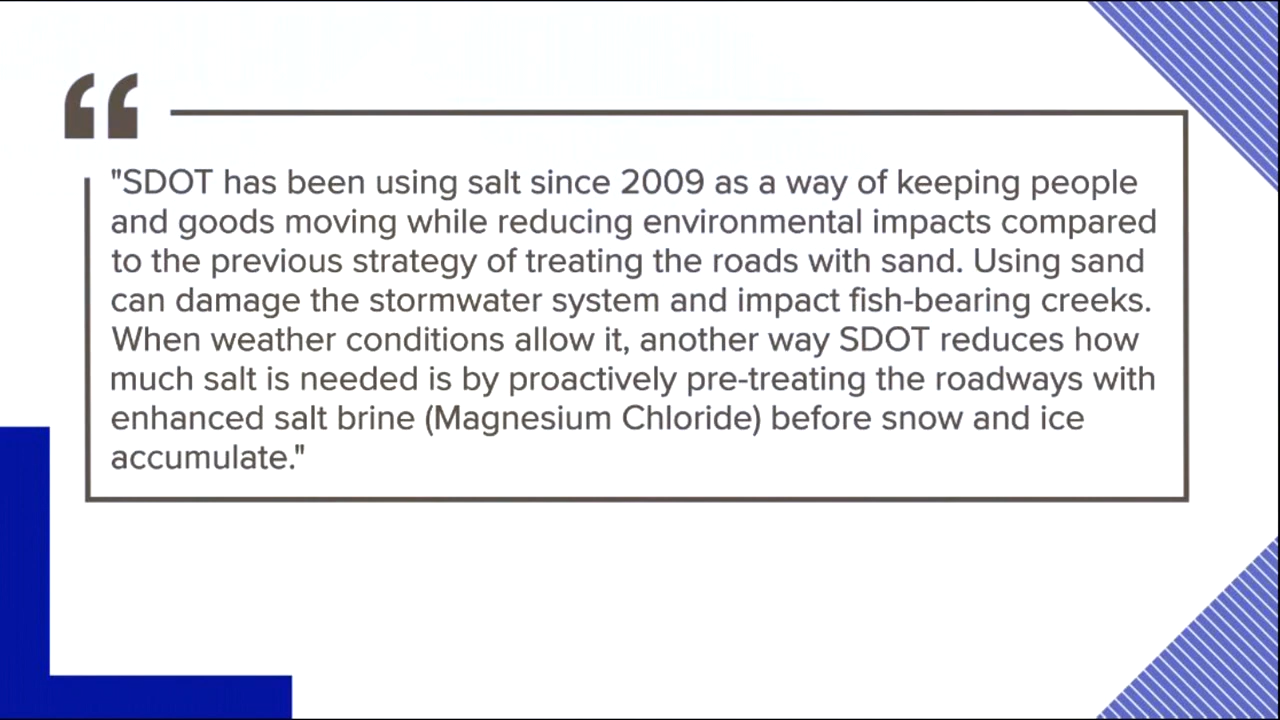 "SDOT has been using salt since 2009 as a way of keeping people
and goods moving while reducing environmental impacts compared
to the previous strategy of treating the roads with sand. Using sand
can damage the stormwater system and impact fish-bearing creeks.
When weather conditions allow it, another way SDOT reduces how
much salt is needed is by proactively pre-treating the roadways with
enhanced salt brine (Magnesium Chloride) before snow and ice
accumulate."